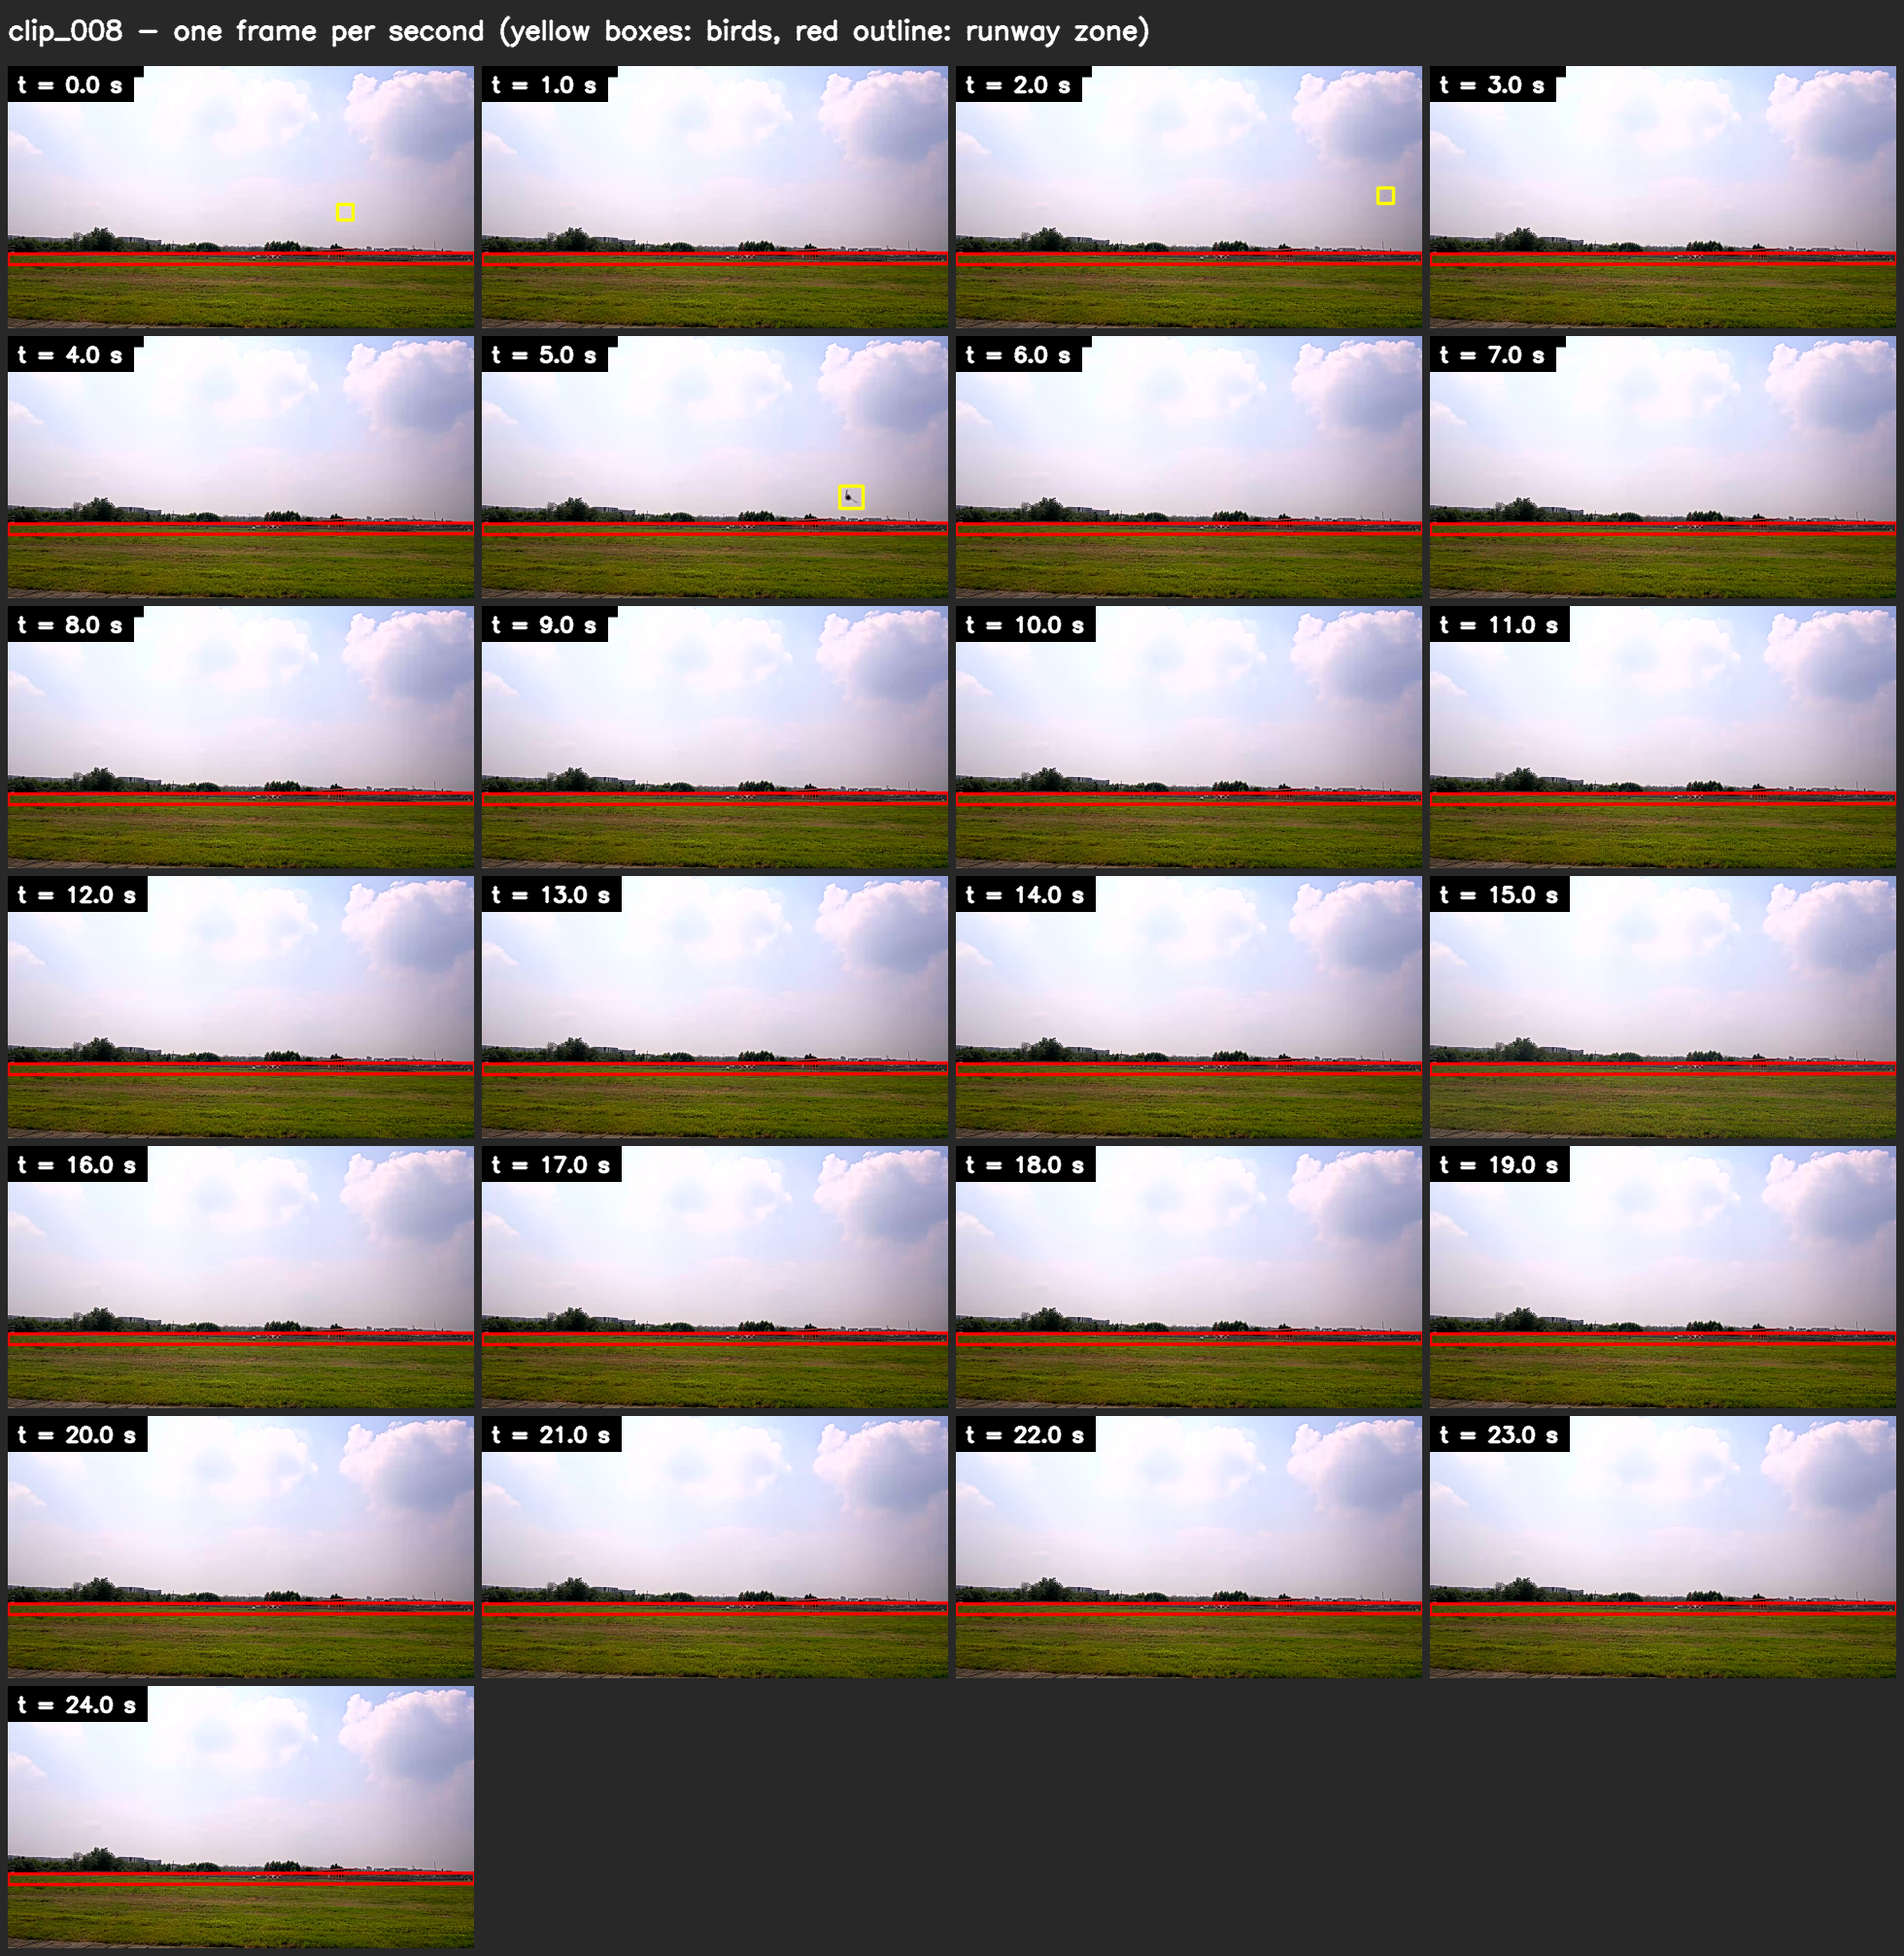 clip_008 – one frame per second (yellow boxes: birds, red outline: runway zone)
t = 0.0 s
t = 1.0 s
t = 2.0 s
t = 3.0 s
t = 4.0 s
t = 5.0 s
t = 6.0 s
t = 7.0 s
t = 8.0 s
t = 9.0 s
t = 10.0 s
t = 11.0 s
t = 12.0 s
t = 13.0 s
t = 14.0 s
t = 15.0 s
t = 16.0 s
t = 17.0 s
t = 18.0 s
t = 19.0 s
t = 20.0 s
t = 21.0 s
t = 22.0 s
t = 23.0 s
t = 24.0 s